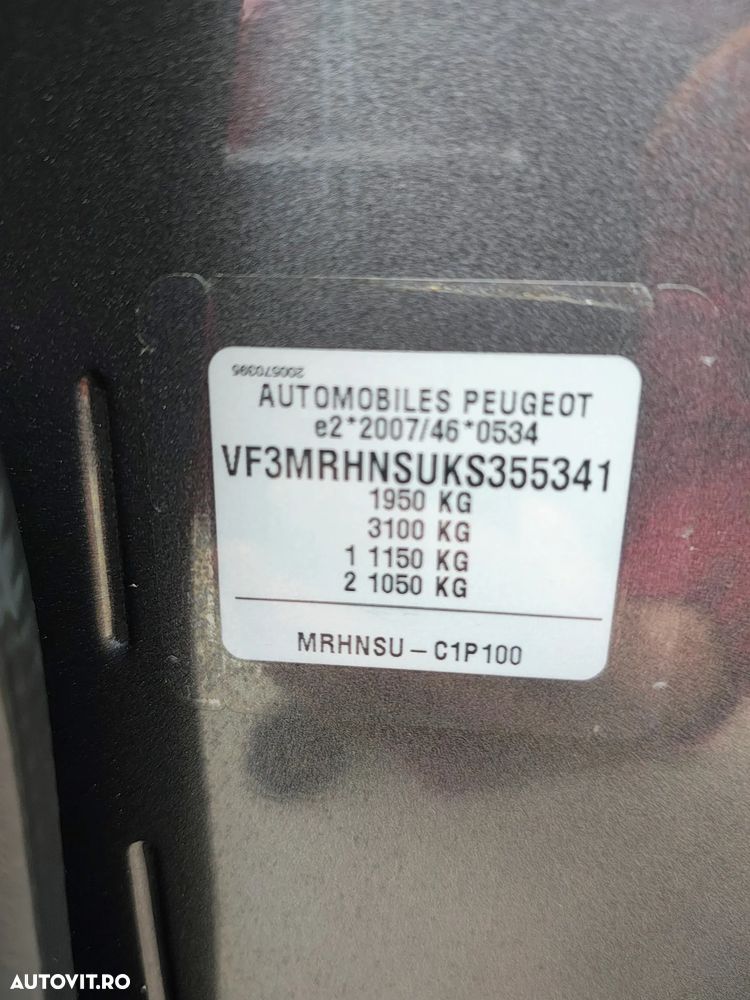 200670395
AUTOMOBILES PEUGEOT
e2*2007/46*0534
VF3MRHNSUKS355341
1950 KG
3100 KG
1 1150 KG
2 1050 KG
MRHNSU-C1P100
AUTOVIT.RO